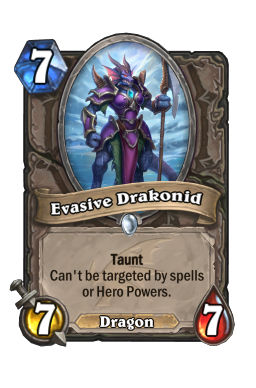 7
Evasive Drakonid
Taunt
Can't be targeted by spells
or Hero Powers.
7
Dragon
7